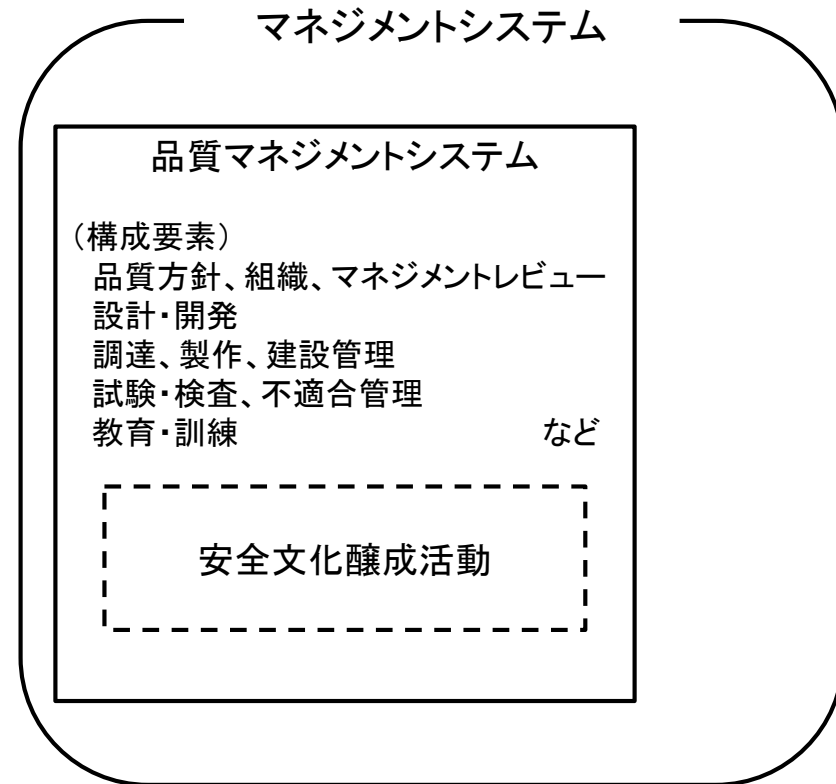 マネジメントシステム
品質マネジメントシステム
（構成要素）
品質方針、組織、マネジメントレビュー
設計・開発
調達、製作、建設管理
試験・検査、不適合管理
教育・訓練 など
安全文化醸成活動